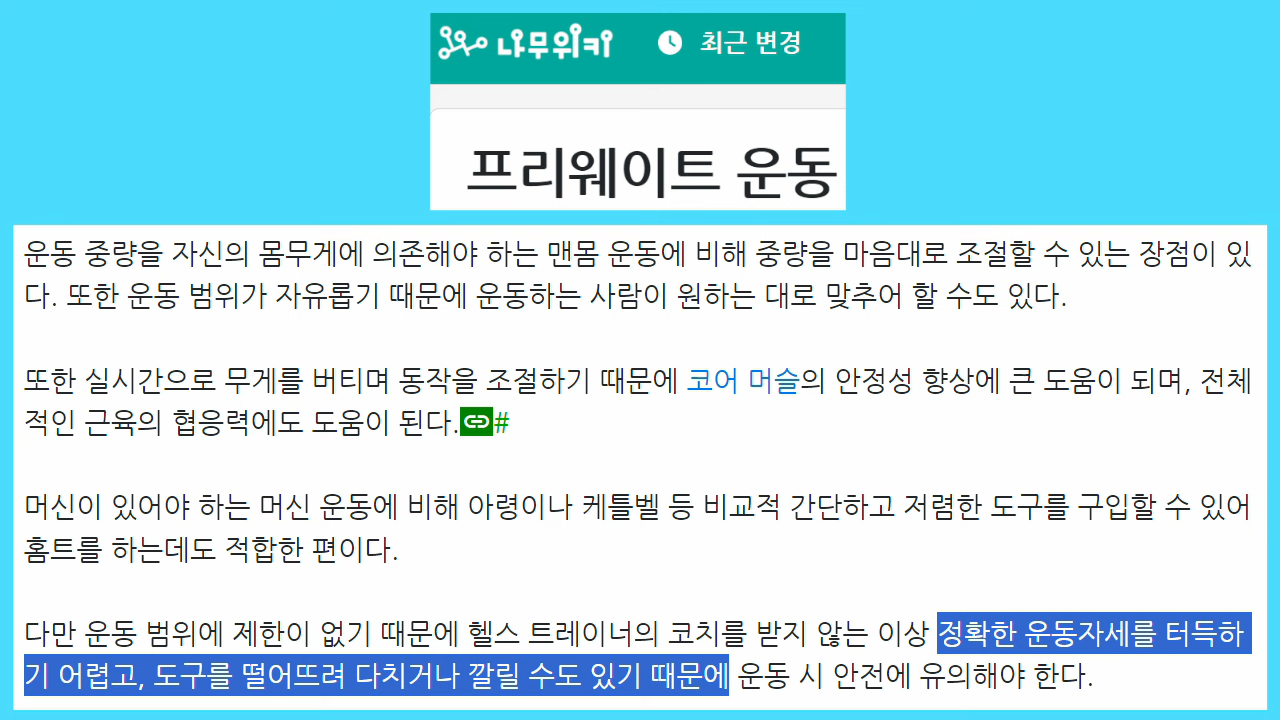 나무위키 최근 변경
프리웨이트 운동
운동 중량을 자신의 몸무게에 의존해야 하는 맨몸 운동에 비해 중량을 마음대로 조절할 수 있는 장점이 있
다. 또한 운동 범위가 자유롭기 때문에 운동하는 사람이 원하는 대로 맞추어 할 수도 있다.
또한 실시간으로 무게를 버티며 동작을 조절하기 때문에 코어 머슬의 안정성 향상에 큰 도움이 되며, 전체
적인 근육의 협응력에도 도움이 된다.#
머신이 있어야 하는 머신 운동에 비해 아령이나 케틀벨 등 비교적 간단하고 저렴한 도구를 구입할 수 있어
홈트를 하는데도 적합한 편이다.
다만 운동 범위에 제한이 없기 때문에 헬스 트레이너의 코치를 받지 않는 이상 정확한 운동자세를 터득하
기 어렵고, 도구를 떨어뜨려 다치거나 깔릴 수도 있기 때문에 운동 시 안전에 유의해야 한다.